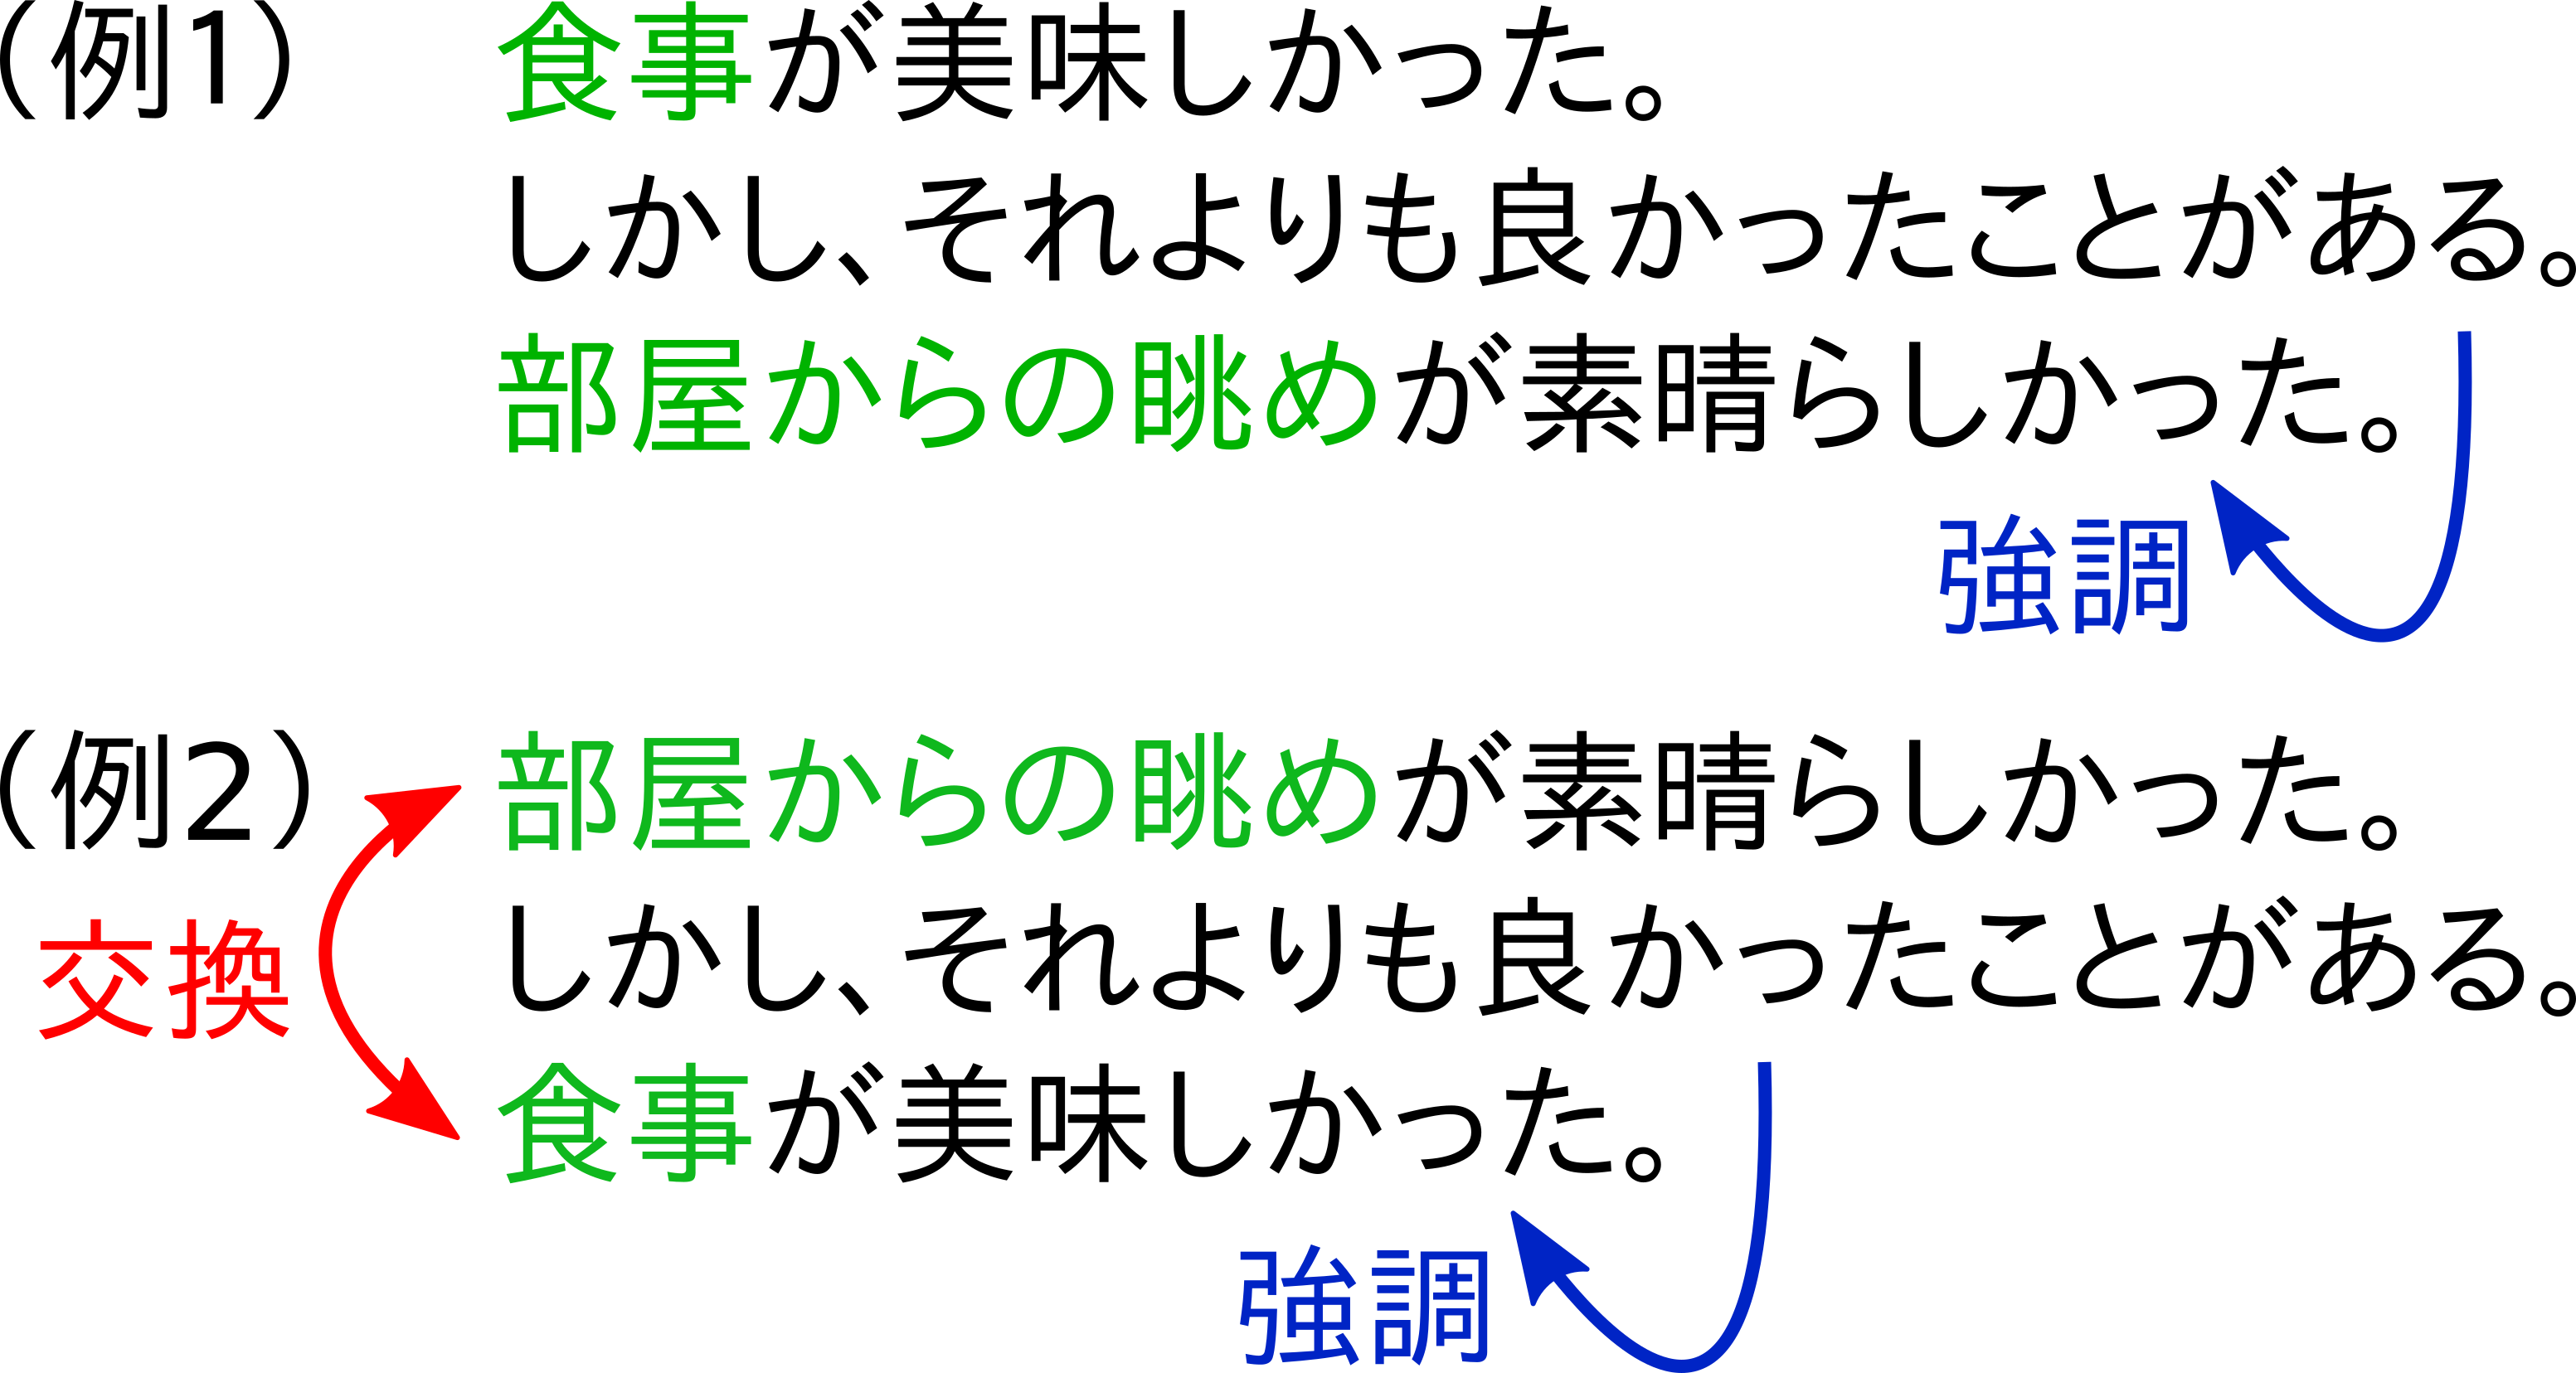 (例1) 食事が美味しかった。
しかし、それよりも良かったことがある。
部屋からの眺めが素晴らしかった。
強調
(例2) 部屋からの眺めが素晴らしかった。
交換 しかし、それよりも良かったことがある。
食事が美味しかった。
強調